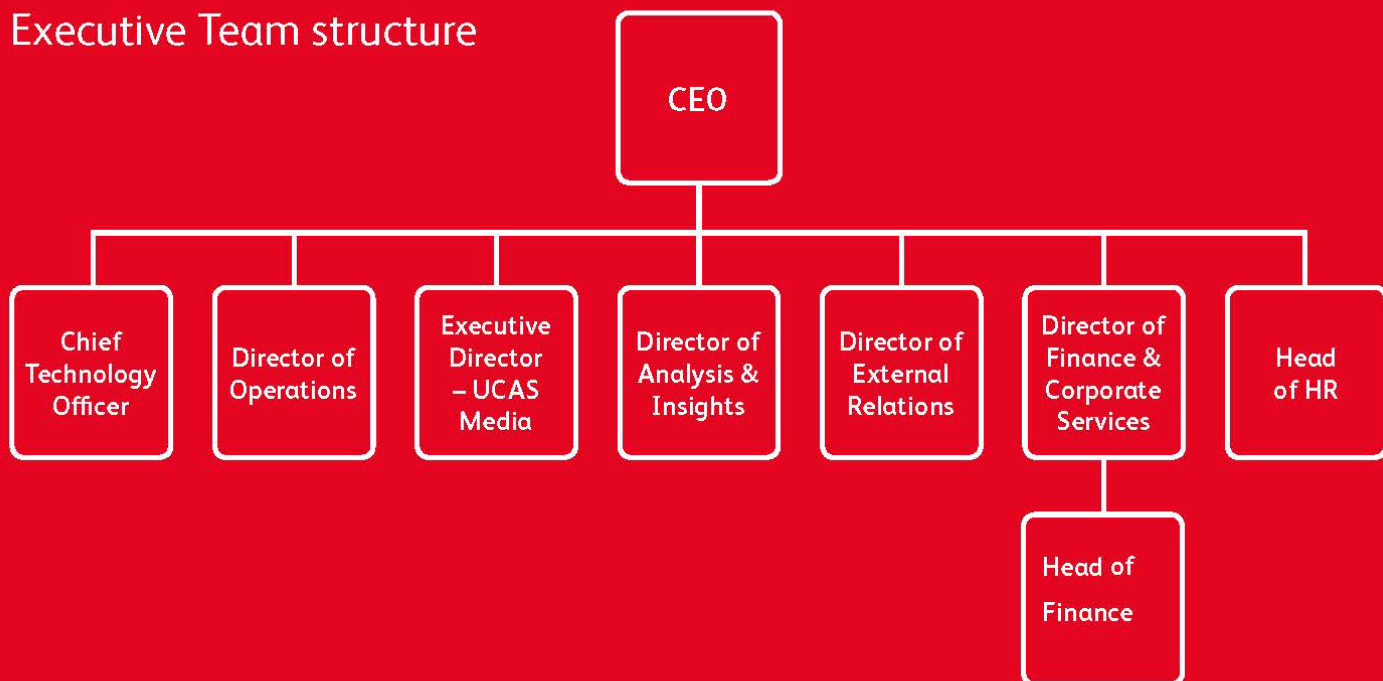 Executive Team structure
CEO
Chief
Technology
Officer
Director of
Operations
Executive
Director
– UCAS
Media
Director of
Analysis &
Insights
Director of
External
Relations
Director of
Finance &
Corporate
Services
Head
of HR
Head of
Finance